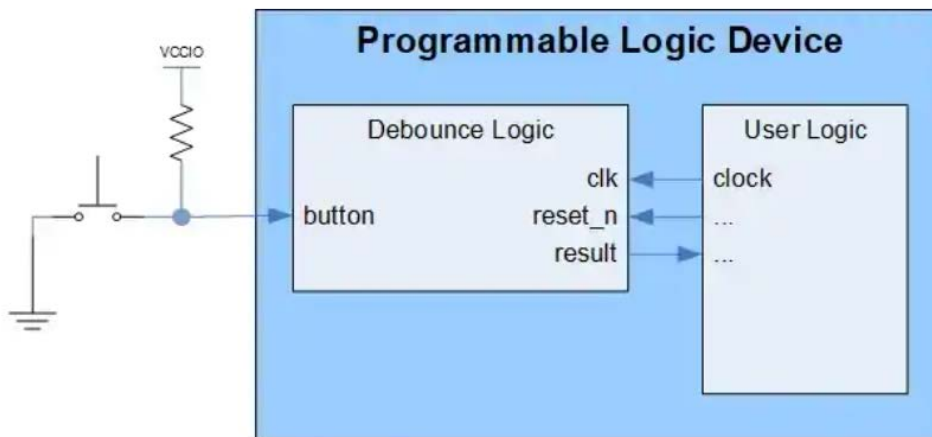 Programmable Logic Device
VCCIO
Debounce Logic
User Logic
clk
clock
button
reset_n
...
result
...